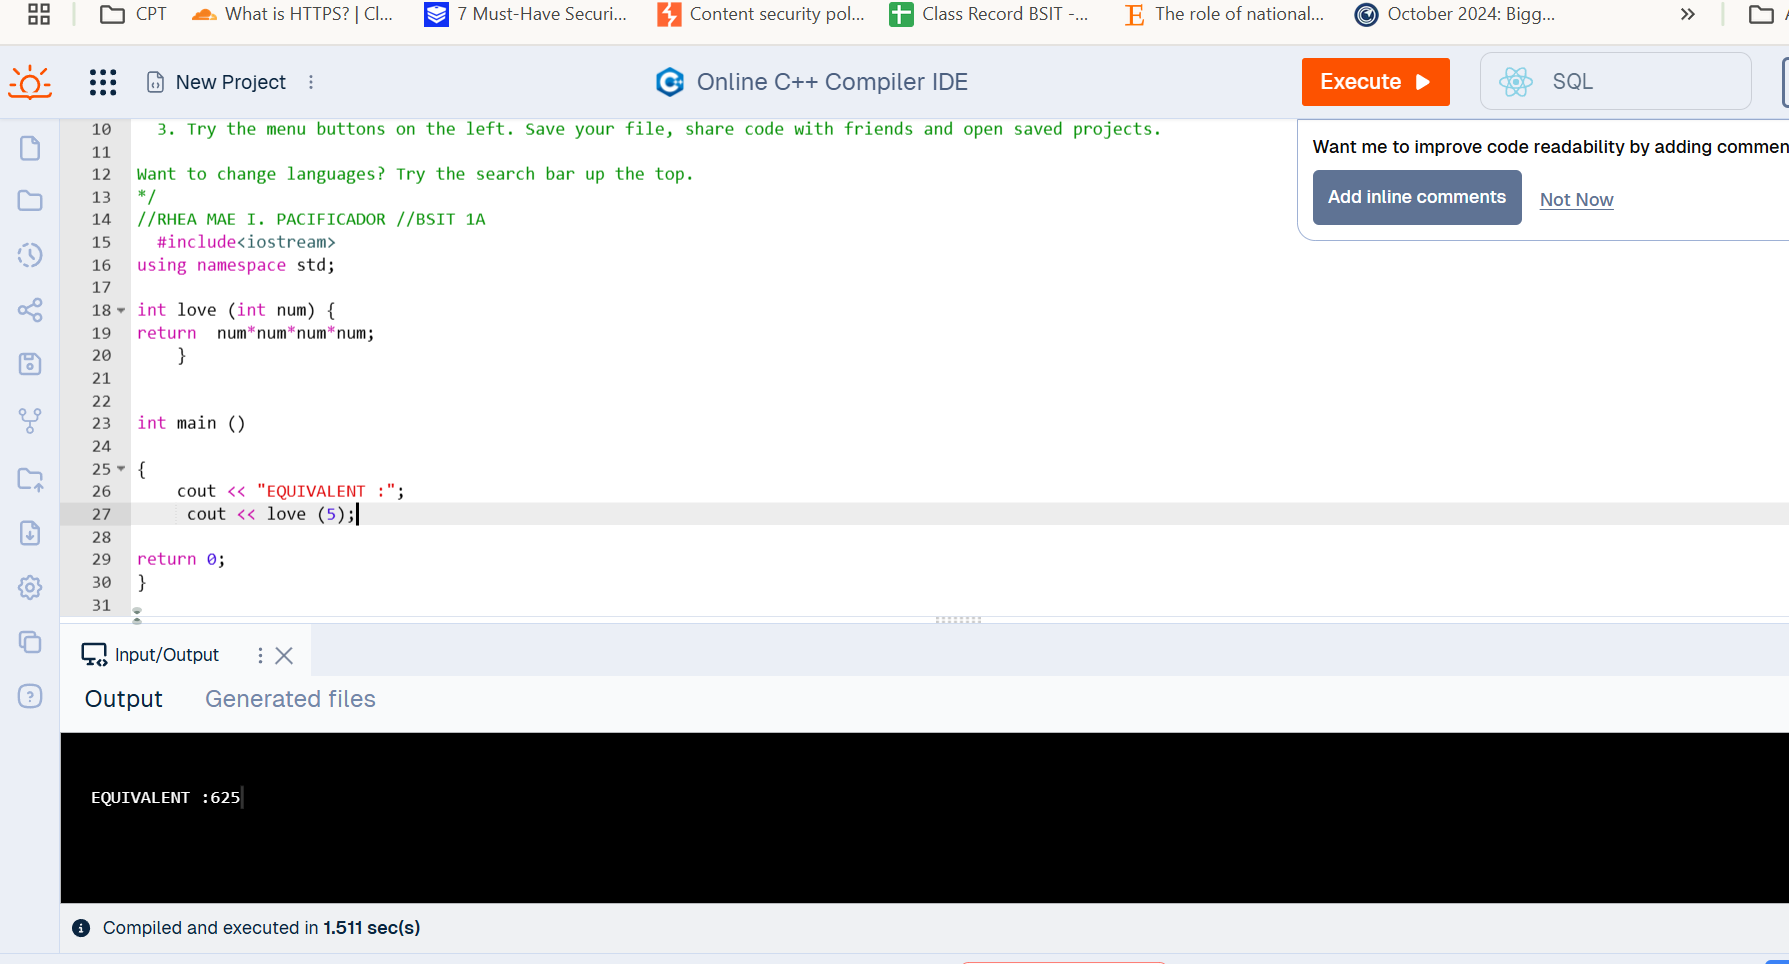 CPT
What is HTTPS? | Cl...
7 Must-Have Securi...
Content security pol...
Class Record BSIT -...
The role of national...
October 2024: Bigg...
»
New Project
Online C++ Compiler IDE
Execute
SQL
10   3. Try the menu buttons on the left. Save your file, share code with friends and open saved projects.
11
12 Want to change languages? Try the search bar up the top.
13 */
14 //RHEA MAE I. PACIFICADOR //BSIT 1A
15   #include<iostream>
16 using namespace std;
17
18 int love (int num) {
19 return  num*num*num*num;
20     }
21
22
23 int main ()
24
25 {
26     cout << "EQUIVALENT :";
27      cout << love (5);
28
29 return 0;
30 }
31
Want me to improve code readability by adding commen
Add inline comments
Not Now
Input/Output
Output
Generated files
EQUIVALENT :625
Compiled and executed in 1.511 sec(s)